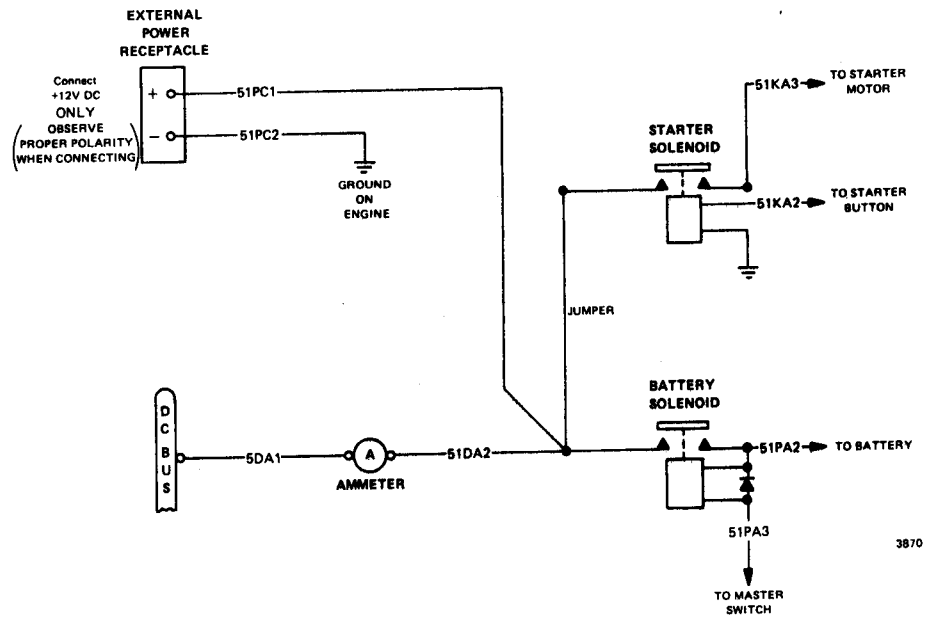 EXTERNAL
POWER
RECEPTACLE
Connect
+12V DC
ONLY
OBSERVE
PROPER POLARITY
WHEN CONNECTING
+
−
51PC1
51PC2
GROUND
ON
ENGINE
51KA3
TO STARTER
MOTOR
STARTER
SOLENOID
51KA2
TO STARTER
BUTTON
JUMPER
BATTERY
SOLENOID
DC BUS
5DA1
A
AMMETER
51DA2
51PA2
TO BATTERY
51PA3
3870
TO MASTER
SWITCH